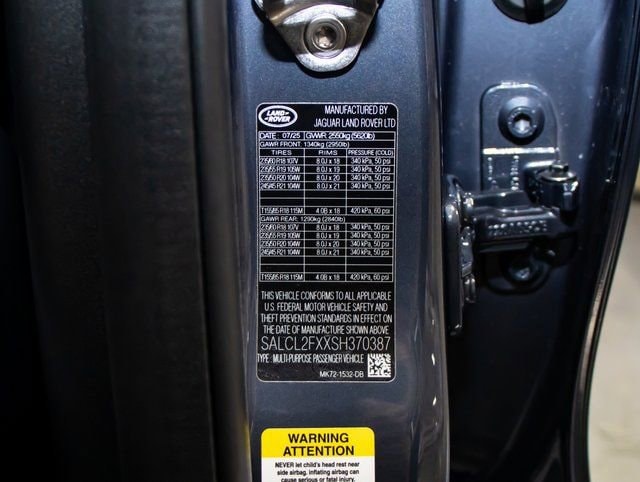 LAND ROVER
MANUFACTURED BY
JAGUAR LAND ROVER LTD
DATE 07/25 GVWR 2550kg (5620lb)
GAWR FRONT: 1340kg (2950lb)
TIRES RIMS PRESSURE (COLD)
235/60 R18 107V 8.0J x 18 340 kPa, 50 psi
235/55 R19 105W 8.0J x 19 340 kPa, 50 psi
235/50 R20 104W 8.0J x 20 340 kPa, 50 psi
245/45 R21 104W 8.0J x 21 340 kPa, 50 psi
T155/85 R18 115M 4.0B x 18 420 kPa, 60 psi
GAWR REAR: 1290kg (2840lb)
235/60 R18 107V 8.0J x 18 340 kPa, 50 psi
235/55 R19 105W 8.0J x 19 340 kPa, 50 psi
235/50 R20 104W 8.0J x 20 340 kPa, 50 psi
245/45 R21 104W 8.0J x 21 340 kPa, 50 psi
T155/85 R18 115M 4.0B x 18 420 kPa, 60 psi
THIS VEHICLE CONFORMS TO ALL APPLICABLE
U.S. FEDERAL MOTOR VEHICLE SAFETY AND
THEFT PREVENTION STANDARDS IN EFFECT ON
THE DATE OF MANUFACTURE SHOWN ABOVE
SALCL2FXXSH370387
TYPE: MULTI-PURPOSE PASSENGER VEHICLE
MK72-1532-DB
WARNING
ATTENTION
NEVER let child's head rest near
side airbag. inflating airbag can
cause serious or fatal injury.